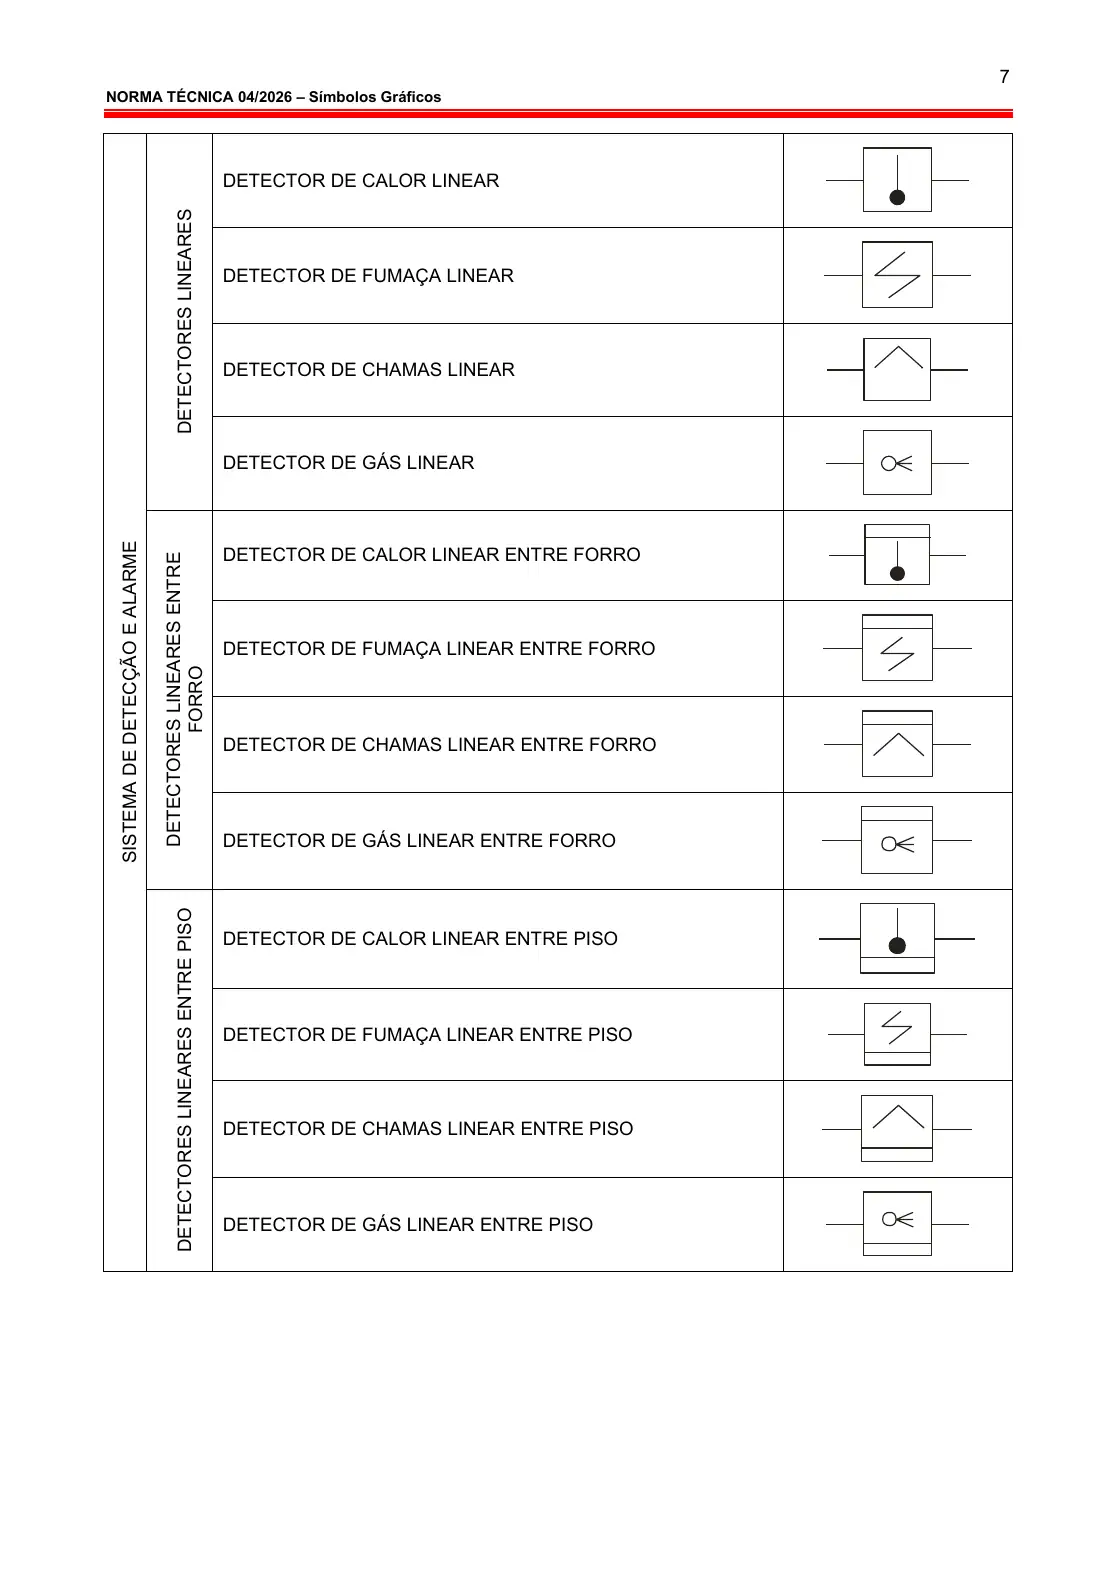 7
NORMA TÉCNICA 04/2026 – Símbolos Gráficos
SISTEMA DE DETECÇÃO E ALARME
DETECTORES LINEARES
DETECTOR DE CALOR LINEAR
DETECTOR DE FUMAÇA LINEAR
DETECTOR DE CHAMAS LINEAR
DETECTOR DE GÁS LINEAR
DETECTORES LINEARES ENTRE
FORRO
DETECTOR DE CALOR LINEAR ENTRE FORRO
DETECTOR DE FUMAÇA LINEAR ENTRE FORRO
DETECTOR DE CHAMAS LINEAR ENTRE FORRO
DETECTOR DE GÁS LINEAR ENTRE FORRO
DETECTORES LINEARES ENTRE PISO
DETECTOR DE CALOR LINEAR ENTRE PISO
DETECTOR DE FUMAÇA LINEAR ENTRE PISO
DETECTOR DE CHAMAS LINEAR ENTRE PISO
DETECTOR DE GÁS LINEAR ENTRE PISO